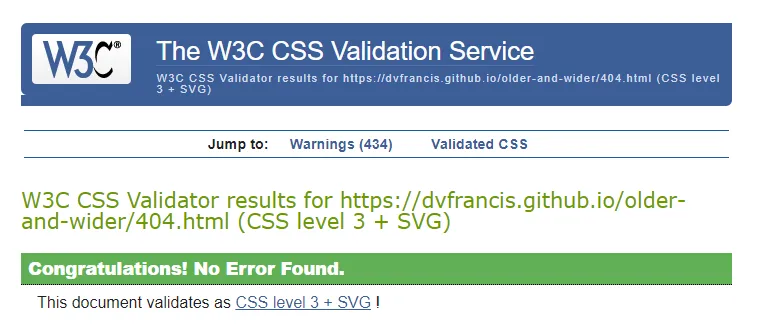 W3C®
The W3C CSS Validation Service
W3C CSS Validator results for https://dvfrancis.github.io/older-and-wider/404.html (CSS level
3 + SVG)
Jump to: Warnings (434) Validated CSS
W3C CSS Validator results for https://dvfrancis.github.io/older-
and-wider/404.html (CSS level 3 + SVG)
Congratulations! No Error Found.
This document validates as CSS level 3 + SVG !